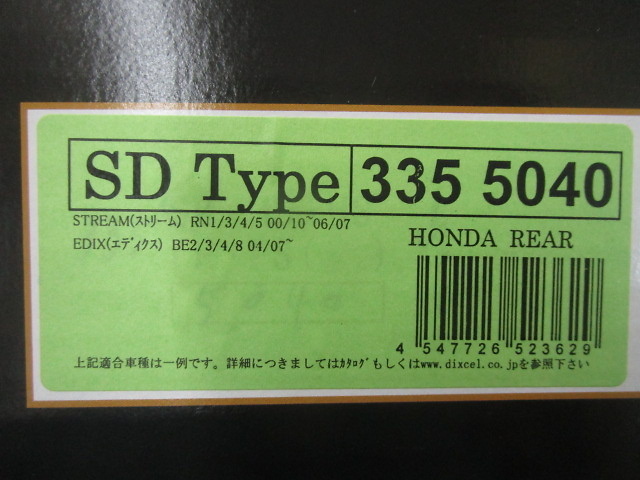 SD Type 335 5040
STREAM(ストリーム) RN1/3/4/5 00/10~06/07
EDIX(エディクス) BE2/3/4/8 04/07~
HONDA REAR
4 547726 523629
上記適合車種は一例です。詳細につきましてはカタログもしくはwww.dixcel.co.jpを参照下さい